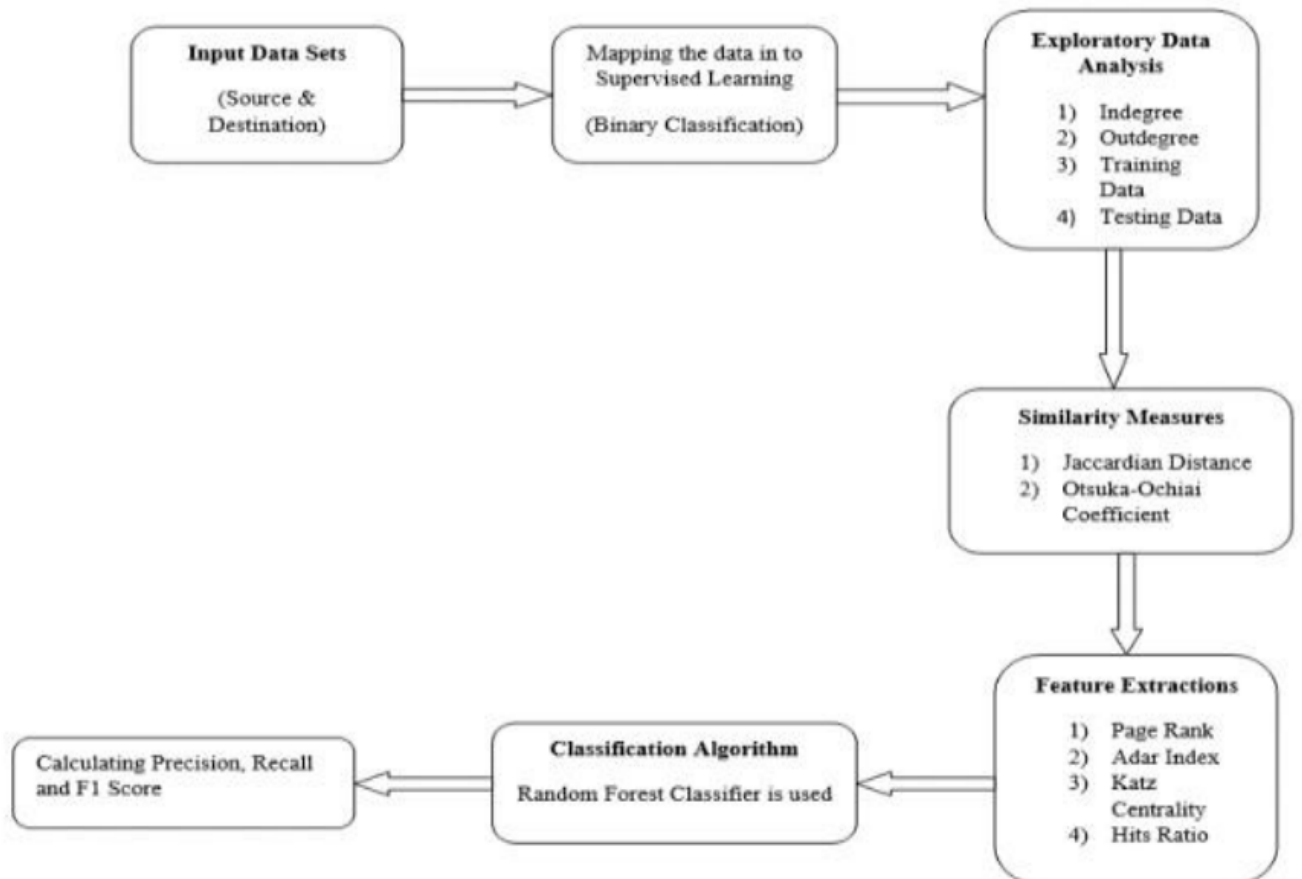 Input Data Sets
(Source &
Destination)
Mapping the data in to
Supervised Learning
(Binary Classification)
Exploratory Data
Analysis
1) Indegree
2) Outdegree
3) Training
Data
4) Testing Data
Similarity Measures
1) Jaccardian Distance
2) Otsuka-Ochiai
Coefficient
Feature Extractions
1) Page Rank
2) Adar Index
3) Katz
Centrality
4) Hits Ratio
Classification Algorithm
Random Forest Classifier is used
Calculating Precision, Recall
and F1 Score